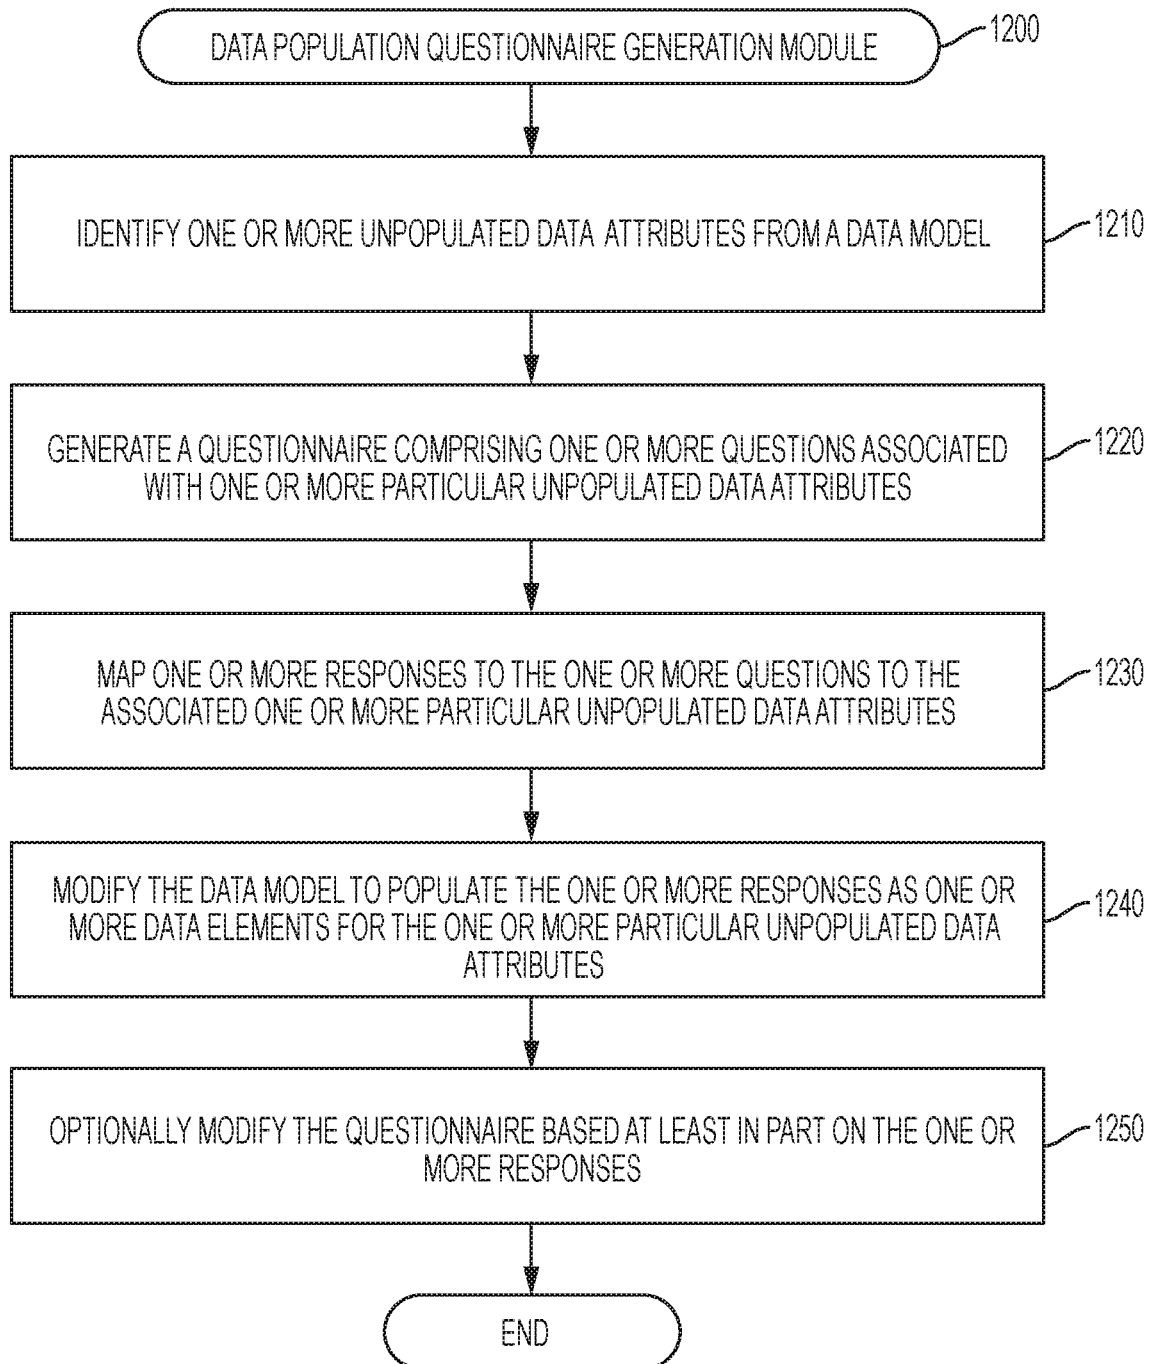 DATA POPULATION QUESTIONNAIRE GENERATION MODULE
1200
IDENTIFY ONE OR MORE UNPOPULATED DATA ATTRIBUTES FROM A DATA MODEL
1210
GENERATE A QUESTIONNAIRE COMPRISING ONE OR MORE QUESTIONS ASSOCIATED
WITH ONE OR MORE PARTICULAR UNPOPULATED DATA ATTRIBUTES
1220
MAP ONE OR MORE RESPONSES TO THE ONE OR MORE QUESTIONS TO THE
ASSOCIATED ONE OR MORE PARTICULAR UNPOPULATED DATA ATTRIBUTES
1230
MODIFY THE DATA MODEL TO POPULATE THE ONE OR MORE RESPONSES AS ONE OR
MORE DATA ELEMENTS FOR THE ONE OR MORE PARTICULAR UNPOPULATED DATA
ATTRIBUTES
1240
OPTIONALLY MODIFY THE QUESTIONNAIRE BASED AT LEAST IN PART ON THE ONE OR
MORE RESPONSES
1250
END